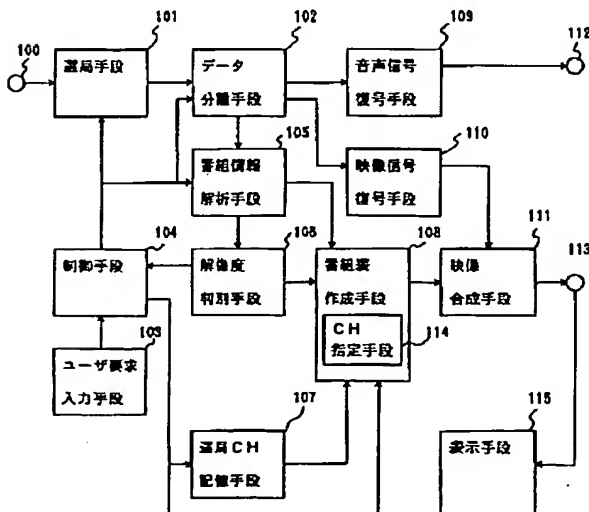 100
101
選局手段
102
データ
分離手段
109
音声信号
復号手段
112
105
番組情報
解析手段
110
映像信号
復号手段
104
制御手段
106
解像度
判別手段
108
番組表
作成手段
CH
指定手段
114
111
映像
合成手段
113
103
ユーザ要求
入力手段
107
選局CH
記憶手段
115
表示手段